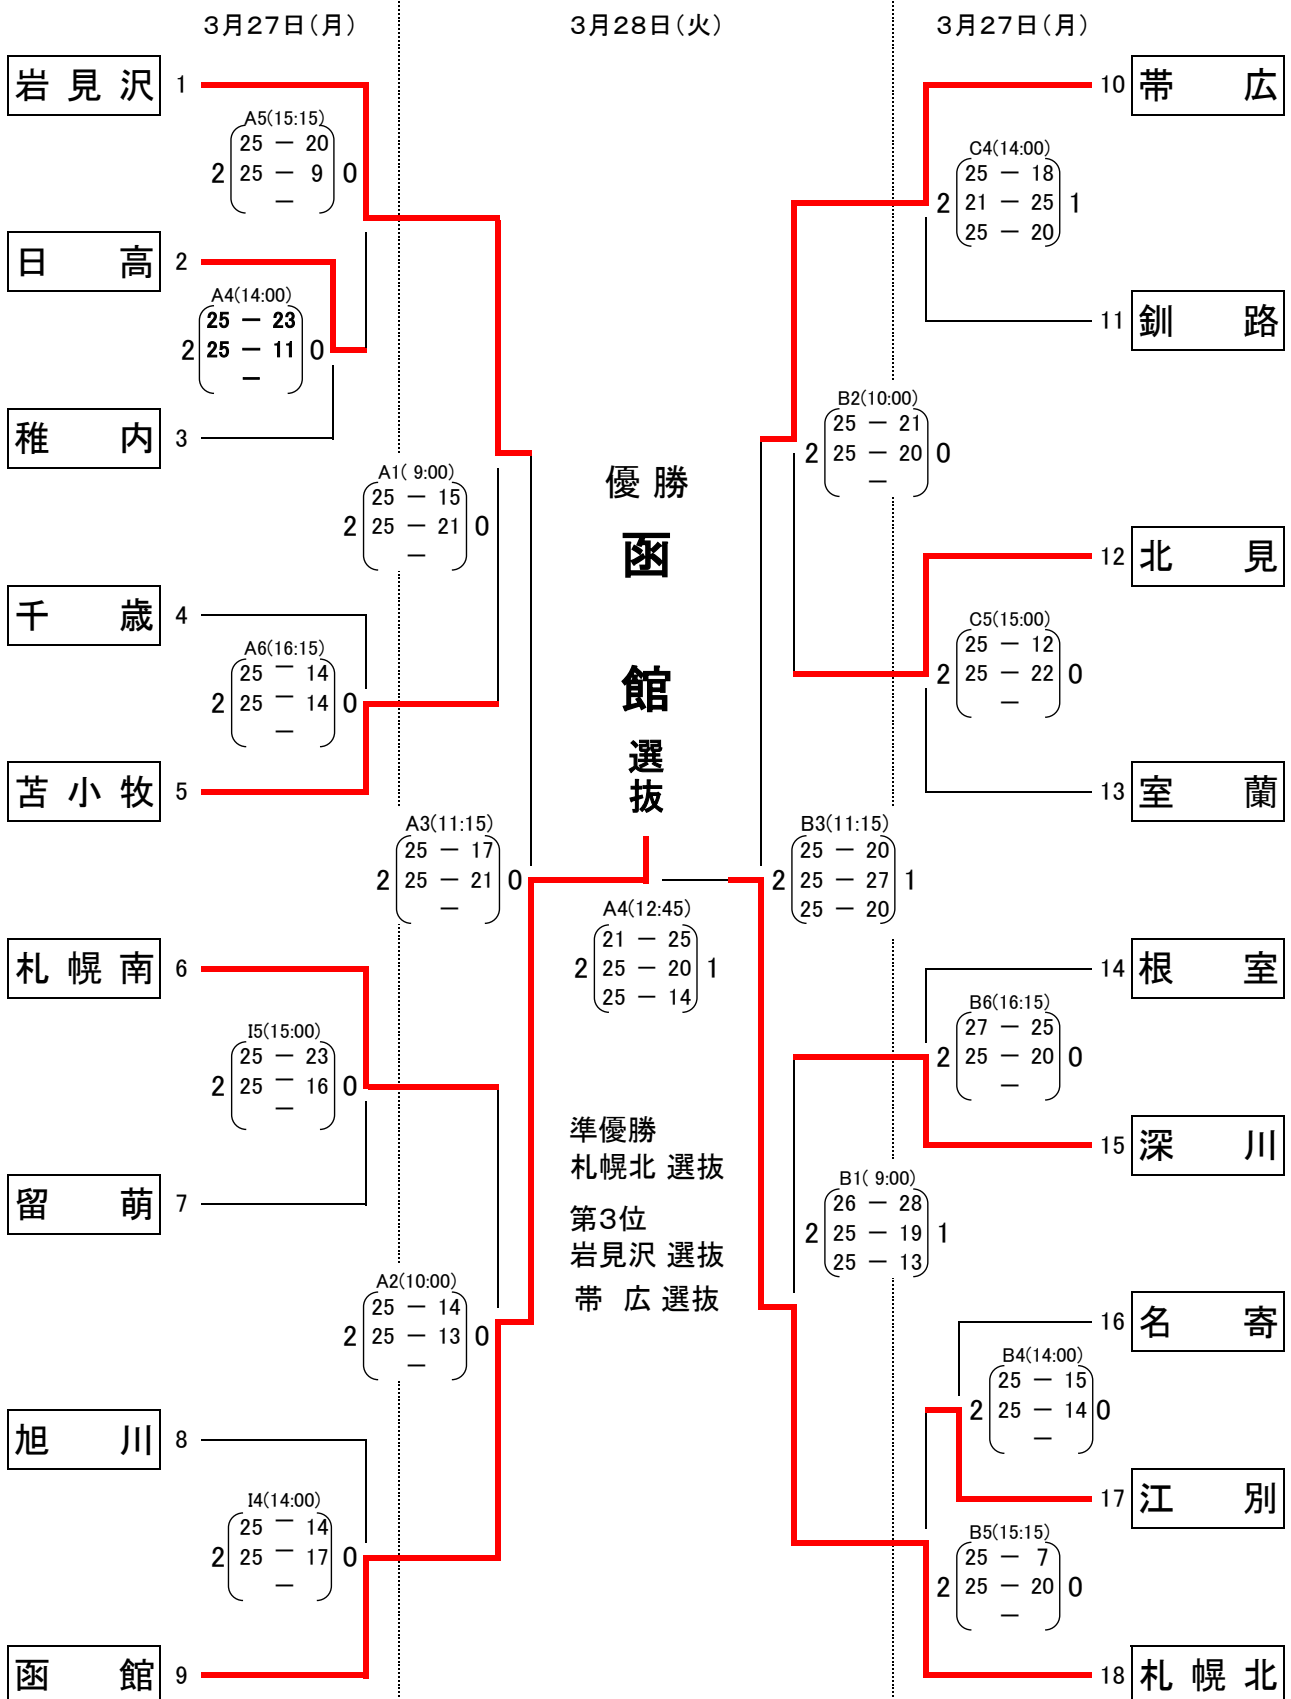 3月27日(月)
3月28日(火)
3月27日(月)
岩見沢 1
A5(15:15)
25 － 20
2 25 － 9 0
－
日高 2
A4(14:00)
25 － 23
2 25 － 11 0
－
稚内 3
A1( 9:00)
25 － 15
2 25 － 21 0
－
千歳 4
A6(16:15)
25 － 14
2 25 － 14 0
－
苫小牧 5
A3(11:15)
25 － 17
2 25 － 21 0
－
札幌南 6
I5(15:00)
25 － 23
2 25 － 16 0
－
留萌 7
A2(10:00)
25 － 14
2 25 － 13 0
－
旭川 8
I4(14:00)
25 － 14
2 25 － 17 0
－
函館 9
優勝
函館選抜
A4(12:45)
21 － 25
2 25 － 20 1
25 － 14
準優勝
札幌北 選抜
第3位
岩見沢 選抜
帯 広 選抜
10 帯広
C4(14:00)
25 － 18
2 21 － 25 1
25 － 20
11 釧路
B2(10:00)
25 － 21
2 25 － 20 0
－
12 北見
C5(15:00)
25 － 12
2 25 － 22 0
－
13 室蘭
B3(11:15)
25 － 20
2 25 － 27 1
25 － 20
14 根室
B6(16:15)
27 － 25
2 25 － 20 0
－
15 深川
B1( 9:00)
26 － 28
2 25 － 19 1
25 － 13
16 名寄
B4(14:00)
25 － 15
2 25 － 14 0
－
17 江別
B5(15:15)
25 － 7
2 25 － 20 0
－
18 札幌北